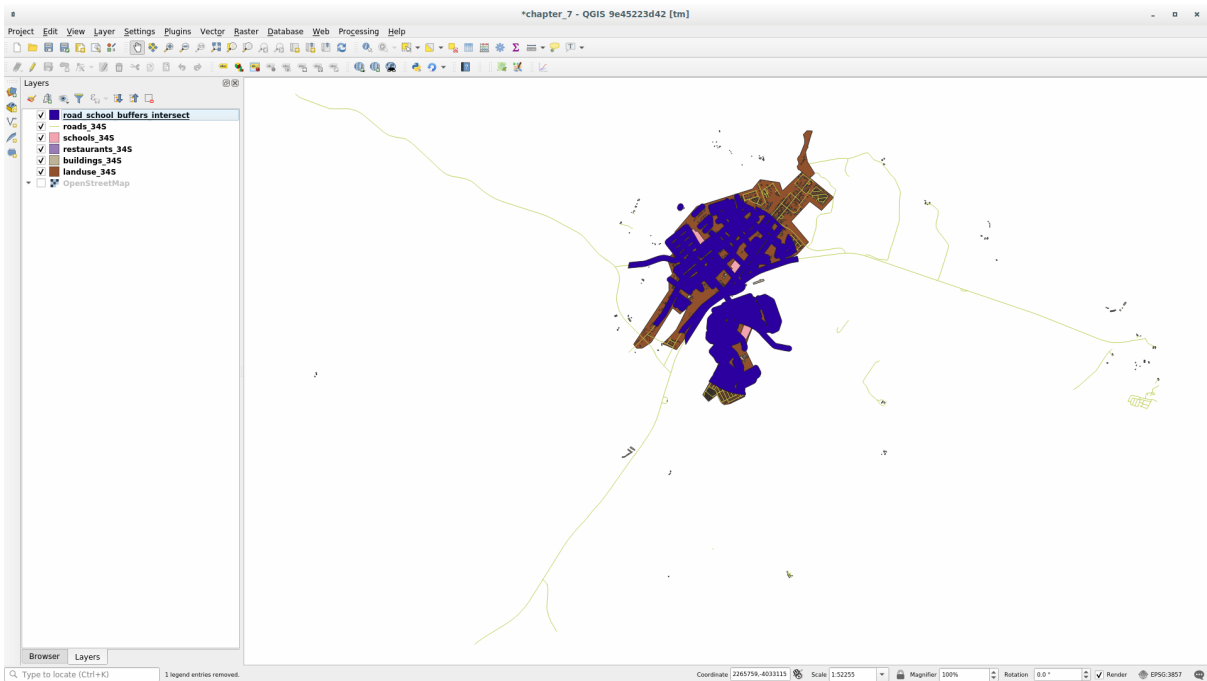 *chapter_7 - QGIS 9e45223d42 [tm]
Project Edit View Layer Settings Plugins Vector Raster Database Web Processing Help
Layers
road_school_buffers_intersect
roads_34S
schools_34S
restaurants_34S
buildings_34S
landuse_34S
OpenStreetMap
Browser Layers
Type to locate (Ctrl+K) 1 legend entries removed. Coordinate 2265759,-4033115 Scale 1:52255 Magnifier 100% Rotation 0.0 ° Render EPSG:3857